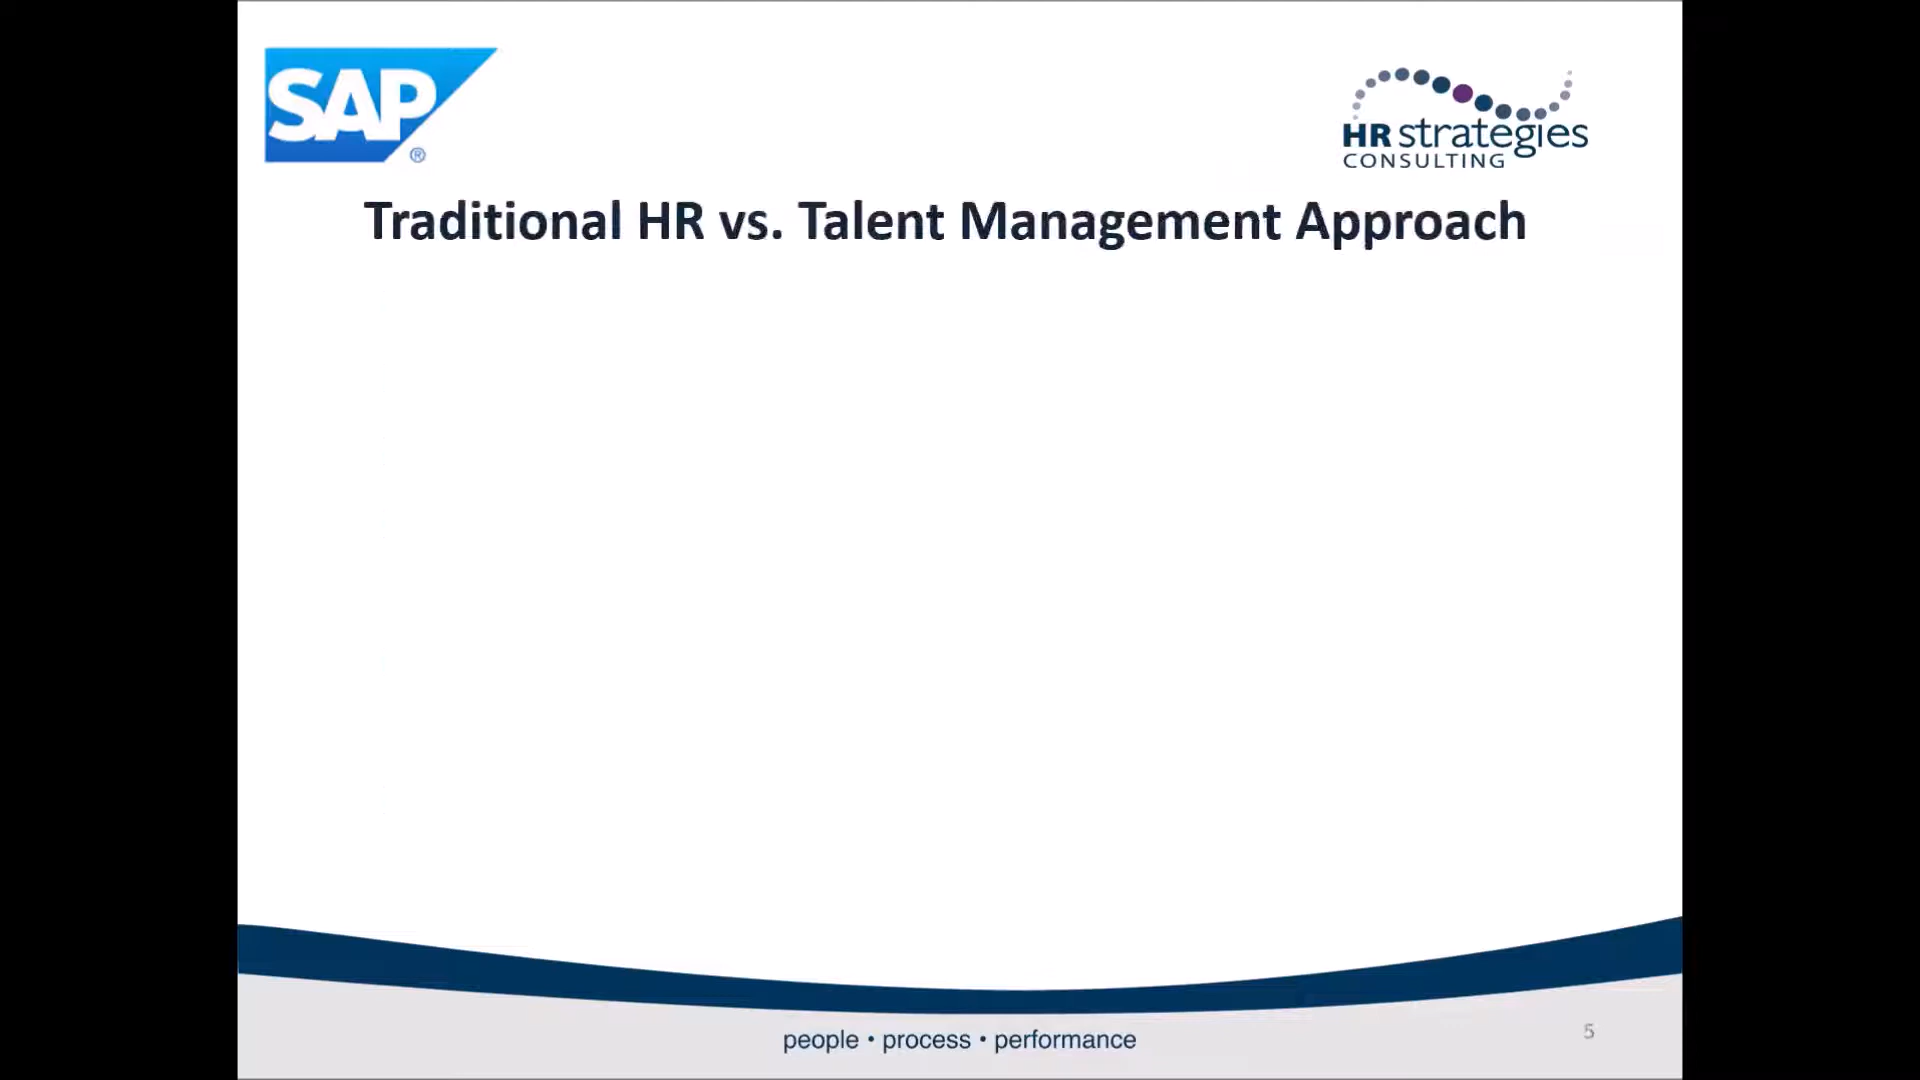 SAP
®
HR strategies
CONSULTING
Traditional HR vs. Talent Management Approach
people • process • performance
5